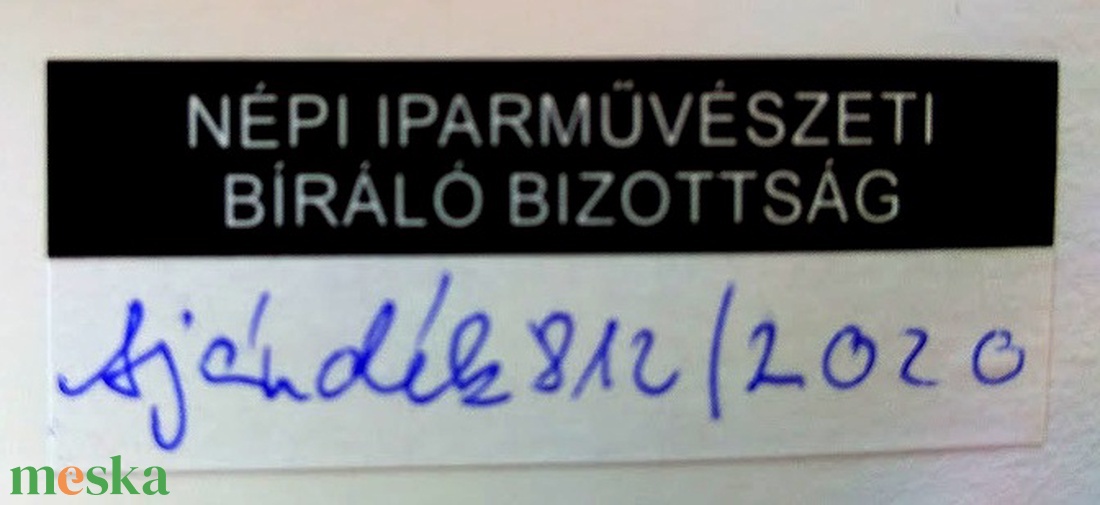 NÉPI IPARMŰVÉSZETI
BÍRÁLÓ BIZOTTSÁG
Ajándék 812/2020
meska